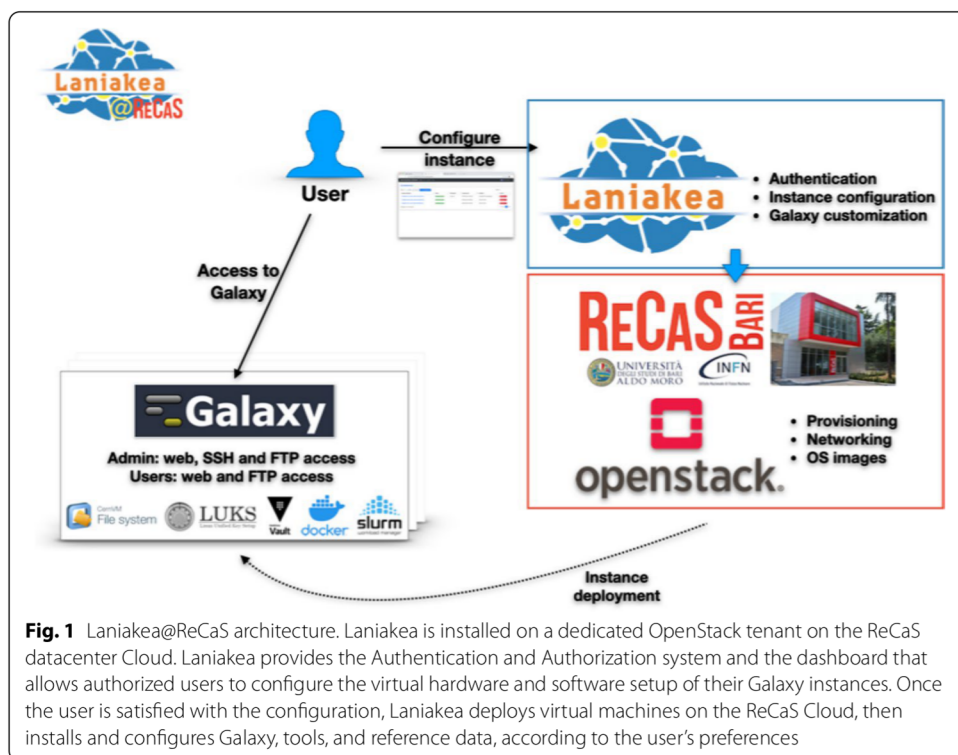 Laniakea
@ReCaS
User
Configure
instance
Laniakea
• Authentication
• Instance configuration
• Galaxy customization
Access to
Galaxy
ReCaS
BARI
UNIVERSITÀ
DEGLI STUDI DI BARI
ALDO MORO
INFN
openstack.
• Provisioning
• Networking
• OS images
Galaxy
Admin: web, SSH and FTP access
Users: web and FTP access
CernVM
File system
LUKS
Vault
docker
slurm
workload manager
Instance
deployment
Fig. 1 Laniakea@ReCaS architecture. Laniakea is installed on a dedicated OpenStack tenant on the ReCaS
datacenter Cloud. Laniakea provides the Authentication and Authorization system and the dashboard that
allows authorized users to configure the virtual hardware and software setup of their Galaxy instances. Once
the user is satisfied with the configuration, Laniakea deploys virtual machines on the ReCaS Cloud, then
installs and configures Galaxy, tools, and reference data, according to the user's preferences